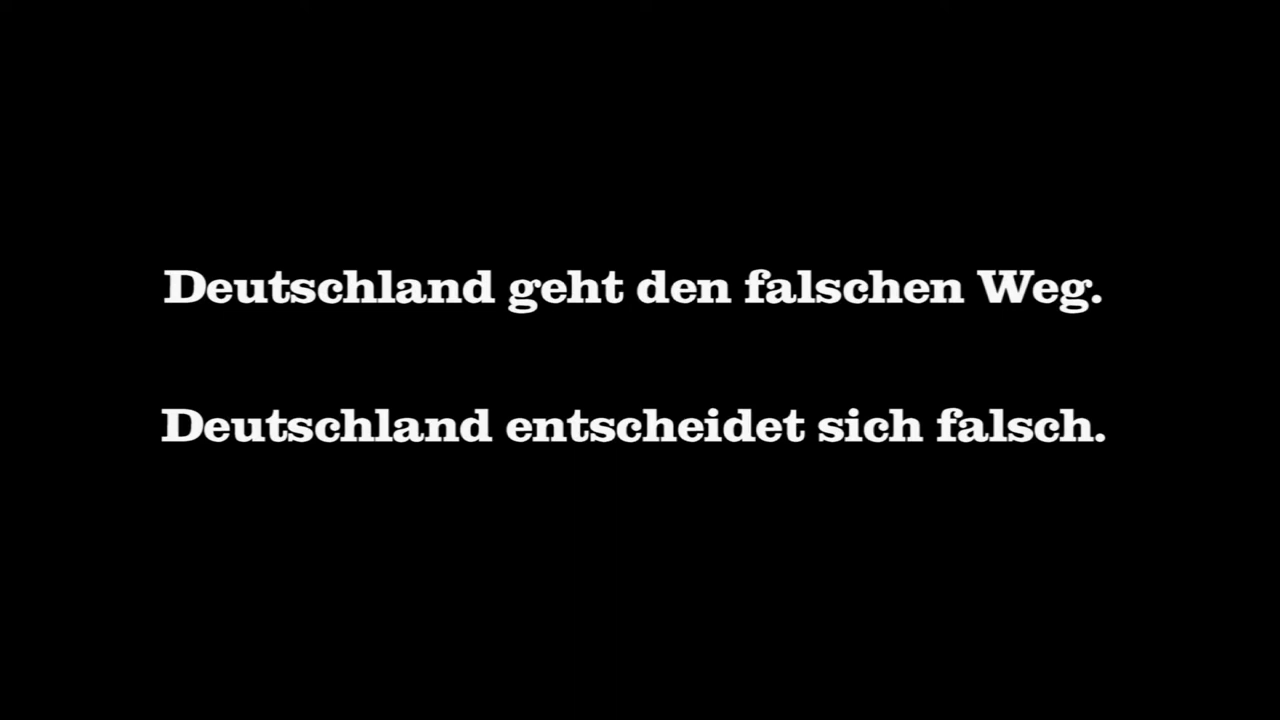 Deutschland geht den falschen Weg.
Deutschland entscheidet sich falsch.